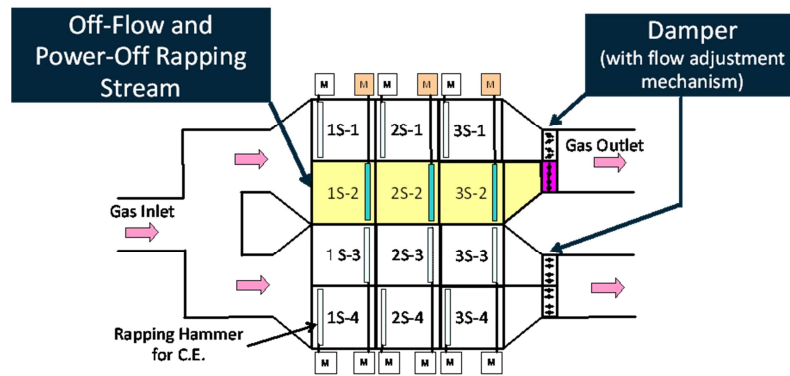 Off-Flow and
Power-Off Rapping
Stream
Damper
(with flow adjustment
mechanism)
M M M M M M
1S-1 2S-1 3S-1
Gas Outlet
1S-2 2S-2 3S-2
Gas Inlet
1 S-3 2S-3 3S-3
1S-4 2S-4 3S-4
Rapping Hammer
for C.E.
M M M M M M